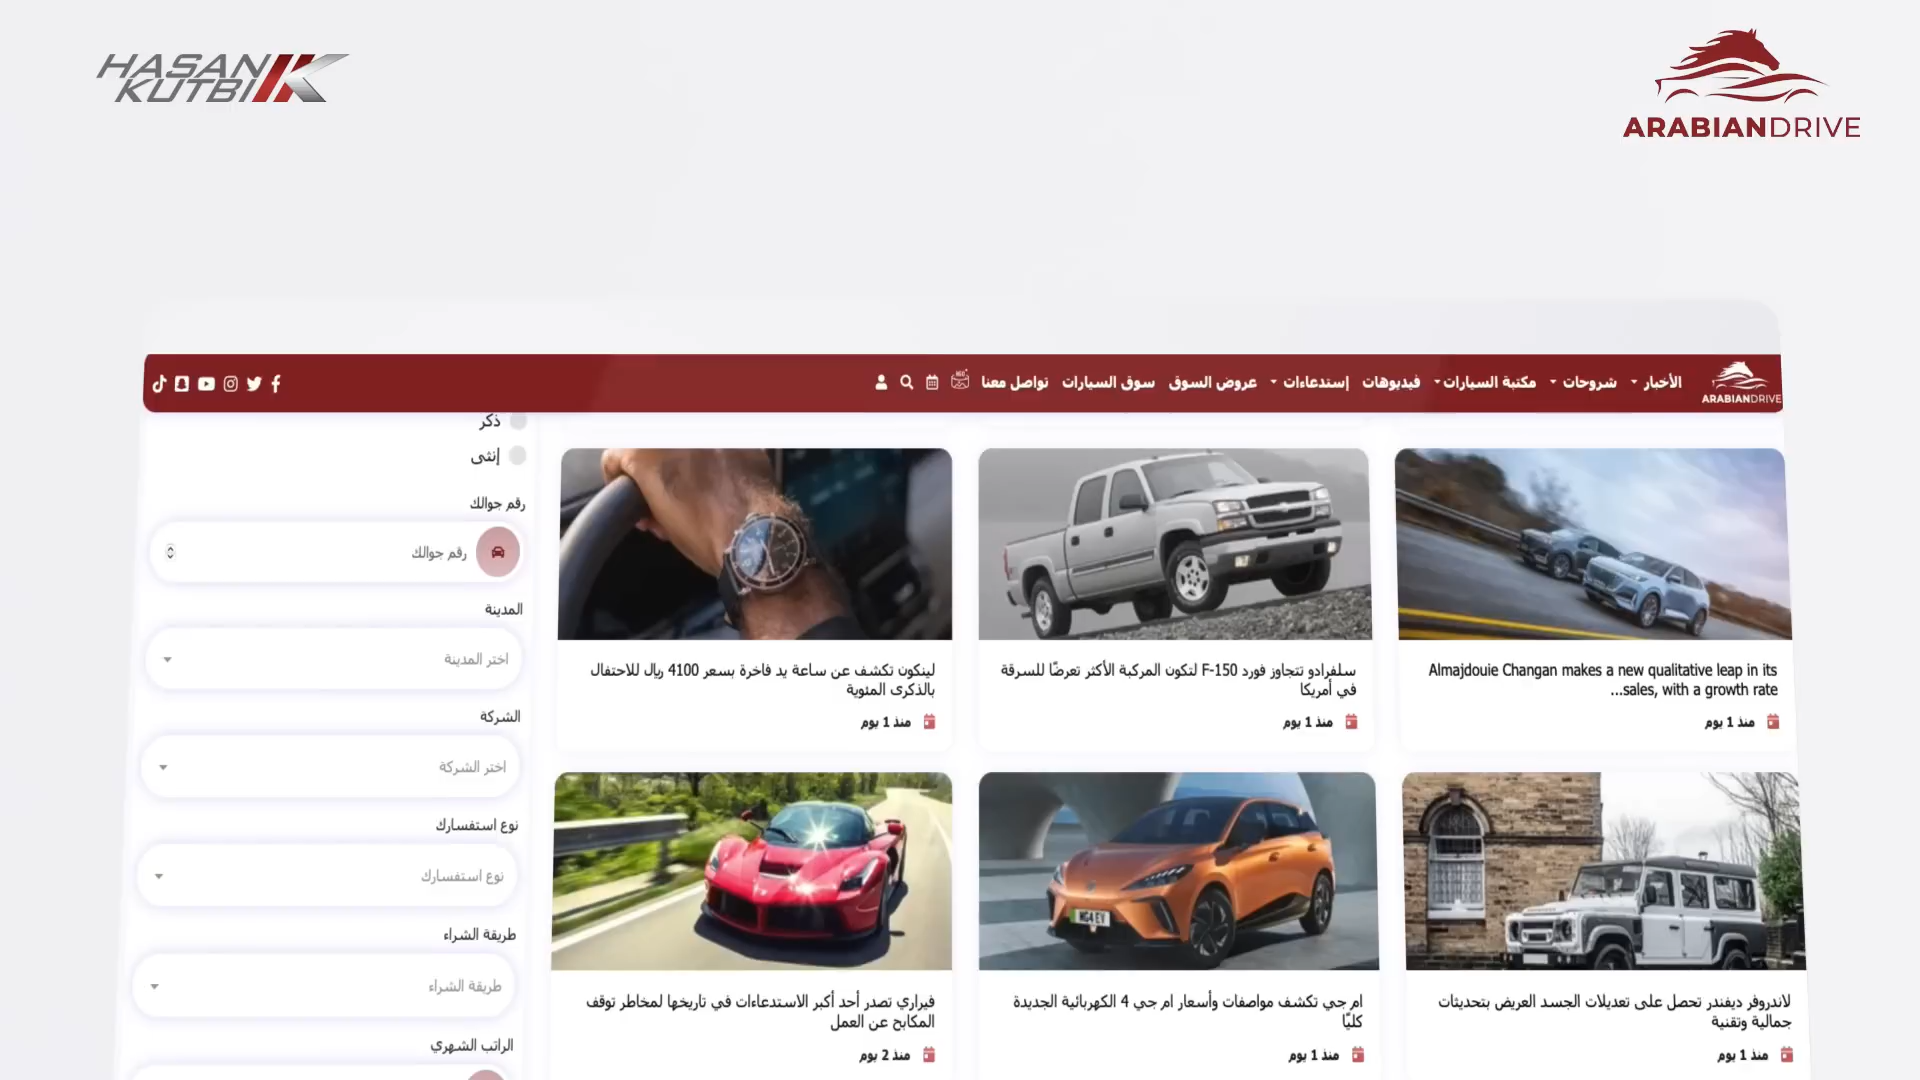 HASAN
KUTBI
ARABIANDRIVE
ARABIANDRIVE
الأخبار
شروحات
مكتبة السيارات
فيديوهات
إستدعاءات
عروض السوق
سوق السيارات
تواصل معنا
ذكر
إنثى
رقم جوالك
رقم جوالك
المدينة
اختر المدينة
الشركة
اختر الشركة
نوع استفسارك
نوع استفسارك
طريقة الشراء
طريقة الشراء
الراتب الشهري
Almajdouie Changan makes a new qualitative leap in its
sales, with a growth rate...
منذ 1 يوم
سلفرادو تتجاوز فورد F-150 لتكون المركبة الأكثر تعرضًا للسرقة
في أمريكا
منذ 1 يوم
لينكون تكشف عن ساعة يد فاخرة بسعر 4100 ريال للاحتفال
بالذكرى المئوية
منذ 1 يوم
لاندروفر ديفندر تحصل على تعديلات الجسد العريض بتحديثات
جمالية وتقنية
منذ 1 يوم
MG4 EV
ام جي تكشف مواصفات وأسعار ام جي 4 الكهربائية الجديدة
كليًا
منذ 1 يوم
فيراري تصدر أحد أكبر الاستدعاءات في تاريخها لمخاطر توقف
المكابح عن العمل
منذ 2 يوم